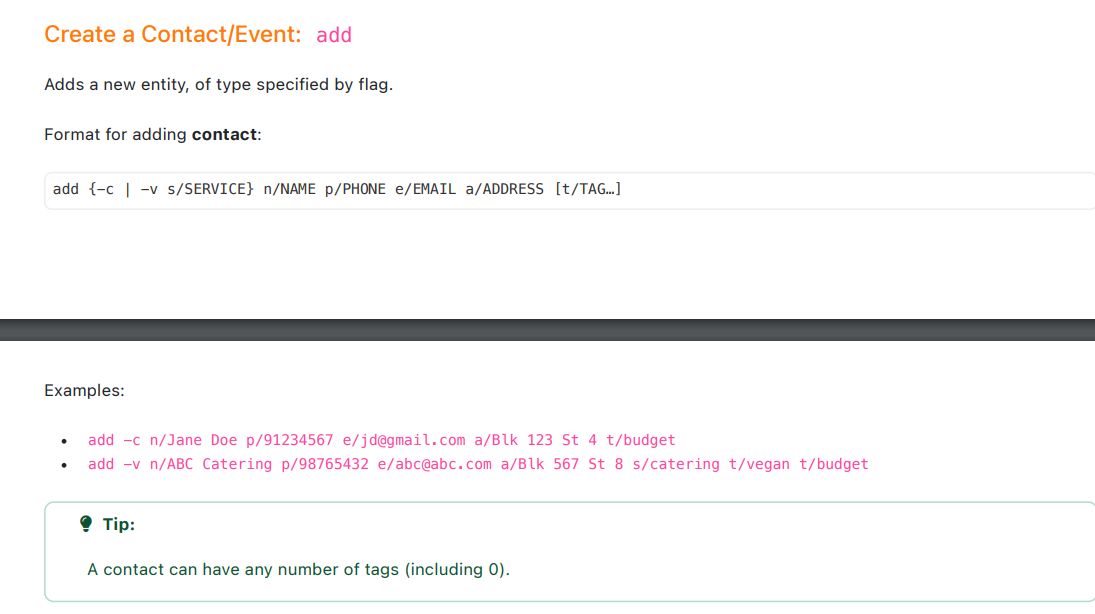 Create a Contact/Event: add
Adds a new entity, of type specified by flag.
Format for adding contact:
add {-c | -v s/SERVICE} n/NAME p/PHONE e/EMAIL a/ADDRESS [t/TAG…]
Examples:
• add -c n/Jane Doe p/91234567 e/jd@gmail.com a/Blk 123 St 4 t/budget
• add -v n/ABC Catering p/98765432 e/abc@abc.com a/Blk 567 St 8 s/catering t/vegan t/budget
Tip:
A contact can have any number of tags (including 0).